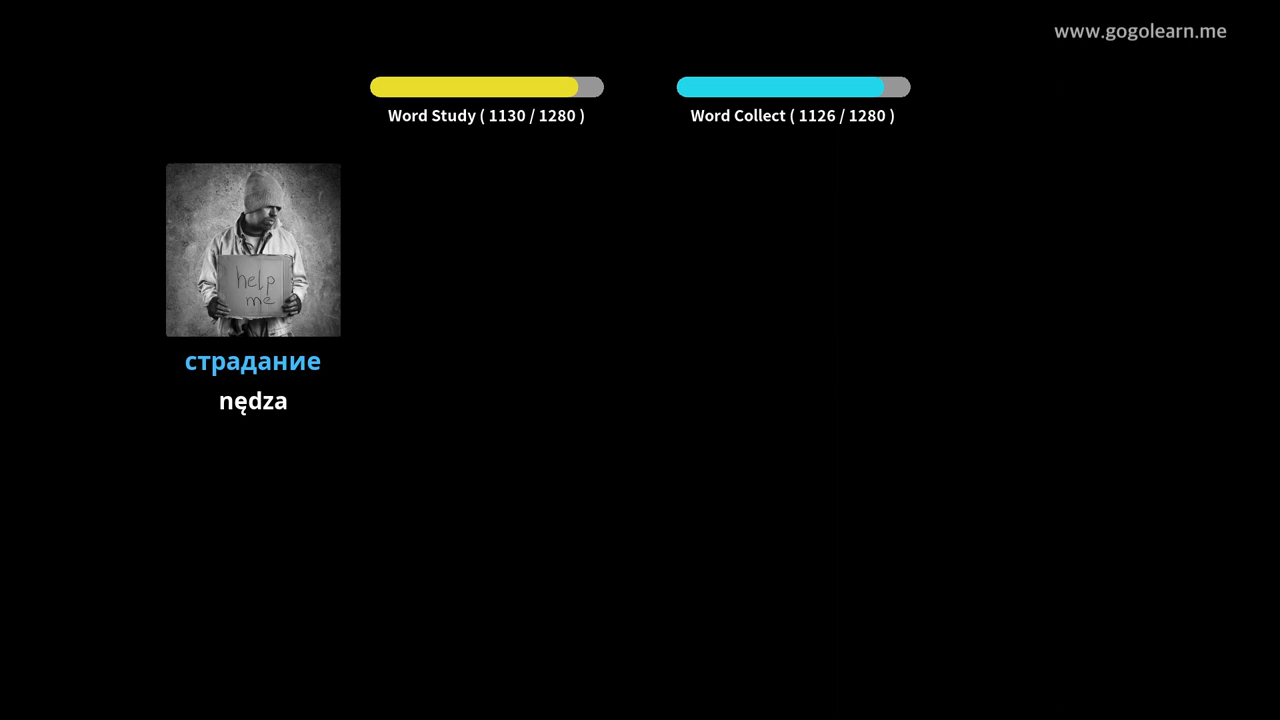 www.gogolearn.me
Word Study ( 1130 / 1280 )
Word Collect ( 1126 / 1280 )
help
me
страдание
nędza